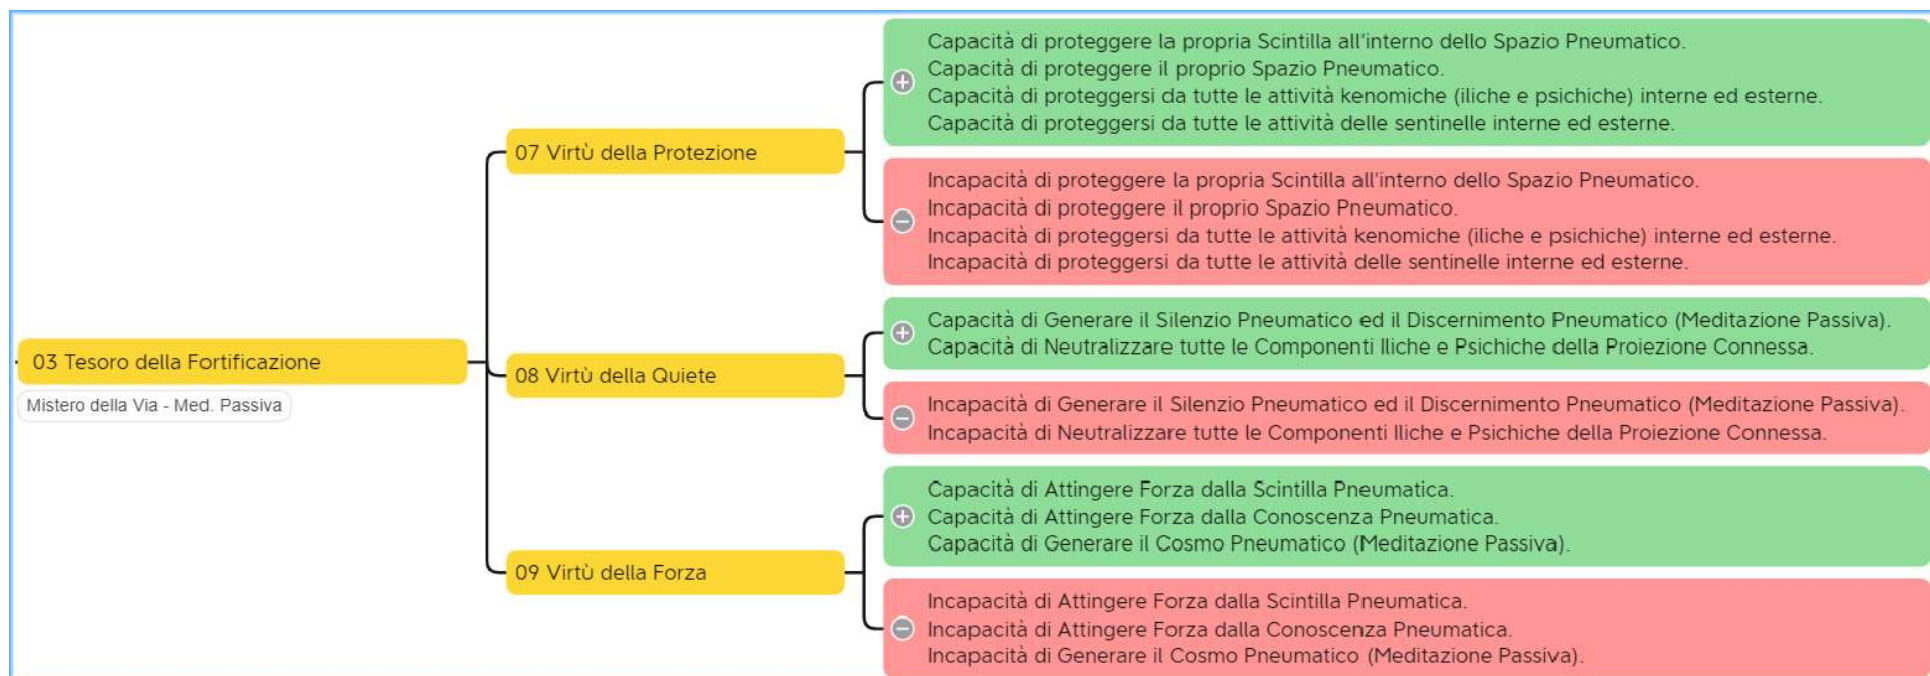 03 Tesoro della Fortificazione
Mistero della Via - Med. Passiva
07 Virtù della Protezione
Capacità di proteggere la propria Scintilla all'interno dello Spazio Pneumatico.
Capacità di proteggere il proprio Spazio Pneumatico.
Capacità di proteggersi da tutte le attività kenomiche (iliche e psichiche) interne ed esterne.
Capacità di proteggersi da tutte le attività delle sentinelle interne ed esterne.
Incapacità di proteggere la propria Scintilla all'interno dello Spazio Pneumatico.
Incapacità di proteggere il proprio Spazio Pneumatico.
Incapacità di proteggersi da tutte le attività kenomiche (iliche e psichiche) interne ed esterne.
Incapacità di proteggersi da tutte le attività delle sentinelle interne ed esterne.
08 Virtù della Quiete
Capacità di Generare il Silenzio Pneumatico ed il Discernimento Pneumatico (Meditazione Passiva).
Capacità di Neutralizzare tutte le Componenti Iliche e Psichiche della Proiezione Connessa.
Incapacità di Generare il Silenzio Pneumatico ed il Discernimento Pneumatico (Meditazione Passiva).
Incapacità di Neutralizzare tutte le Componenti Iliche e Psichiche della Proiezione Connessa.
09 Virtù della Forza
Capacità di Attingere Forza dalla Scintilla Pneumatica.
Capacità di Attingere Forza dalla Conoscenza Pneumatica.
Capacità di Generare il Cosmo Pneumatico (Meditazione Passiva).
Incapacità di Attingere Forza dalla Scintilla Pneumatica.
Incapacità di Attingere Forza dalla Conoscenza Pneumatica.
Incapacità di Generare il Cosmo Pneumatico (Meditazione Passiva).